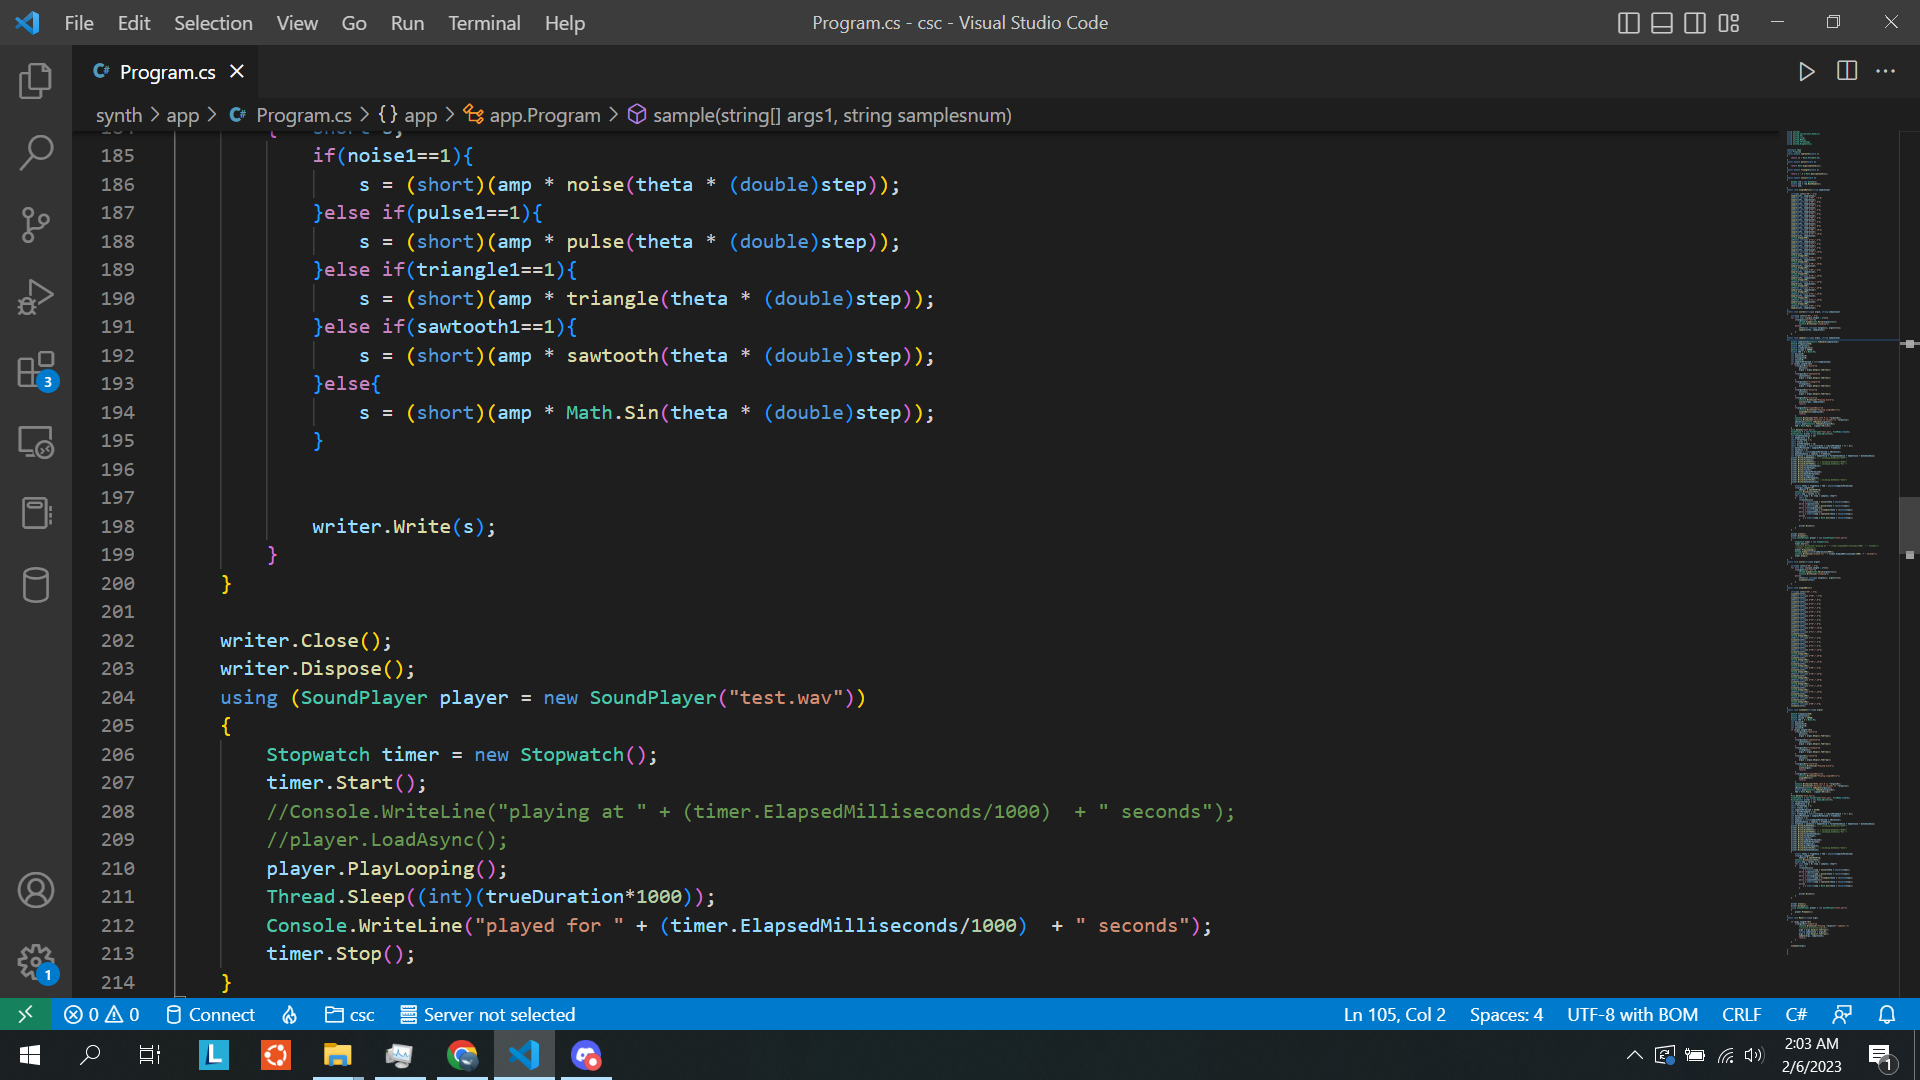 File Edit Selection View Go Run Terminal Help
Program.cs - csc - Visual Studio Code
Program.cs
synth > app > Program.cs > {} app > app.Program > sample(string[] args1, string samplesnum)
185 if(noise1==1){
186 s = (short)(amp * noise(theta * (double)step));
187 }else if(pulse1==1){
188 s = (short)(amp * pulse(theta * (double)step));
189 }else if(triangle1==1){
190 s = (short)(amp * triangle(theta * (double)step));
191 }else if(sawtooth1==1){
192 s = (short)(amp * sawtooth(theta * (double)step));
193 }else{
194 s = (short)(amp * Math.Sin(theta * (double)step));
195 }
196
197
198 writer.Write(s);
199 }
200 }
201
202 writer.Close();
203 writer.Dispose();
204 using (SoundPlayer player = new SoundPlayer("test.wav"))
205 {
206 Stopwatch timer = new Stopwatch();
207 timer.Start();
208 //Console.WriteLine("playing at " + (timer.ElapsedMilliseconds/1000)  + " seconds");
209 //player.LoadAsync();
210 player.PlayLooping();
211 Thread.Sleep((int)(trueDuration*1000));
212 Console.WriteLine("played for " + (timer.ElapsedMilliseconds/1000)  + " seconds");
213 timer.Stop();
214 }
3
1
0 0 Connect csc Server not selected
Ln 105, Col 2 Spaces: 4 UTF-8 with BOM CRLF C#
L
2:03 AM
2/6/2023
1